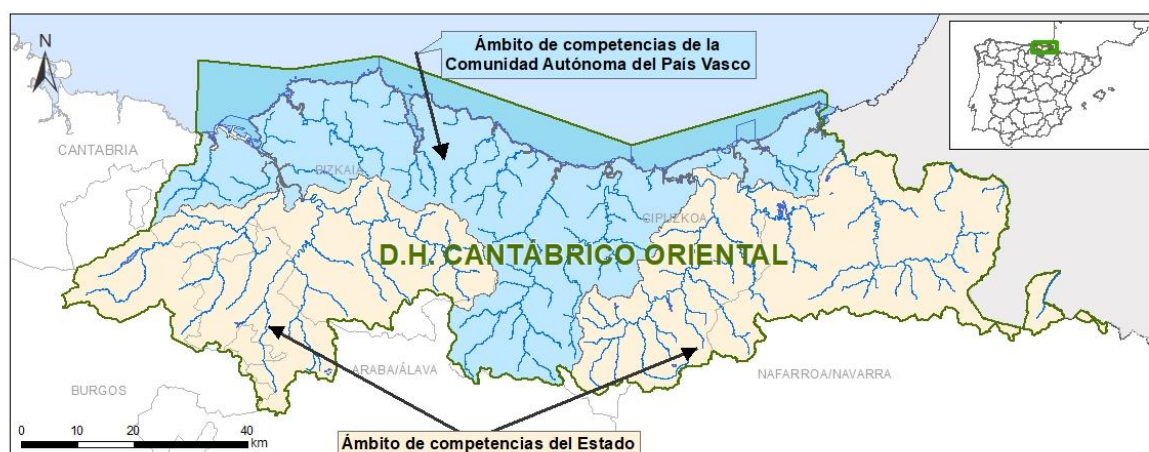 Ámbito de competencias de la
Comunidad Autónoma del País Vasco
N
CANTABRIA
BIZKAIA
GIPUZKOA
D.H. CANTÁBRICO ORIENTAL
ARABA/ÁLAVA
BURGOS
NAFARROA/NAVARRA
0 10 20 40
km
Ámbito de competencias del Estado